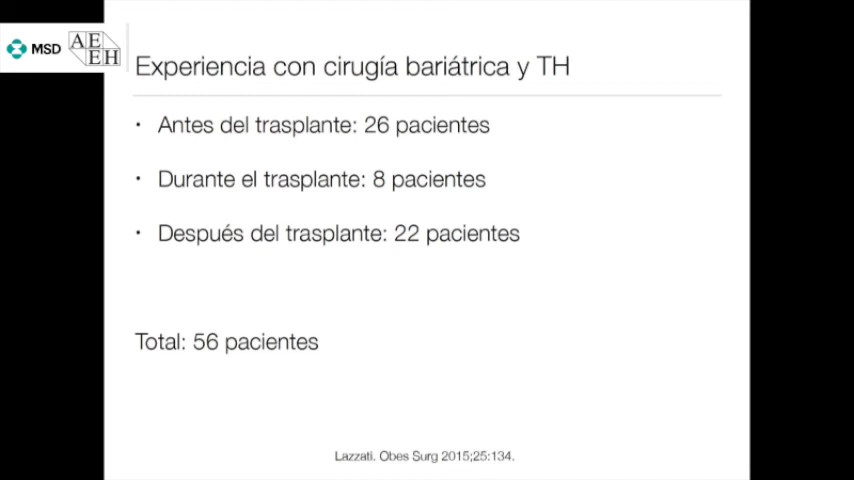 MSD
AE
EH
Experiencia con cirugía bariátrica y TH
• Antes del trasplante: 26 pacientes
• Durante el trasplante: 8 pacientes
• Después del trasplante: 22 pacientes
Total: 56 pacientes
Lazzati. Obes Surg 2015;25:134.